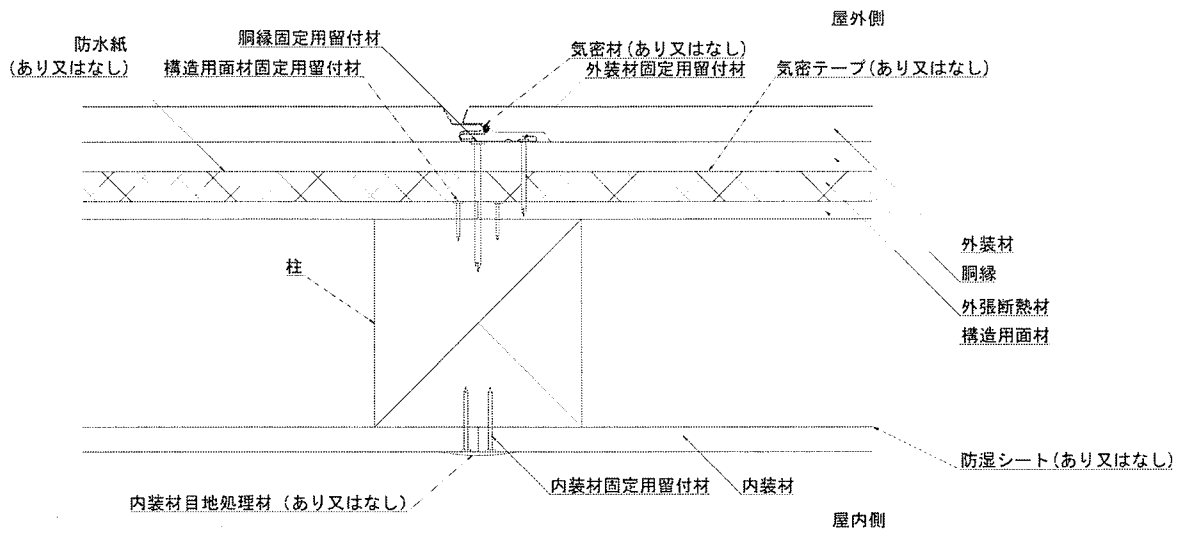 屋外側
胴縁固定用留付材
防水紙
(あり又はなし)
構造用面材固定用留付材
気密材(あり又はなし)
外装材固定用留付材
気密テープ(あり又はなし)
柱
外装材
胴縁
外張断熱材
構造用面材
防湿シート(あり又はなし)
内装材目地処理材 (あり又はなし)
内装材固定用留付材
内装材
屋内側